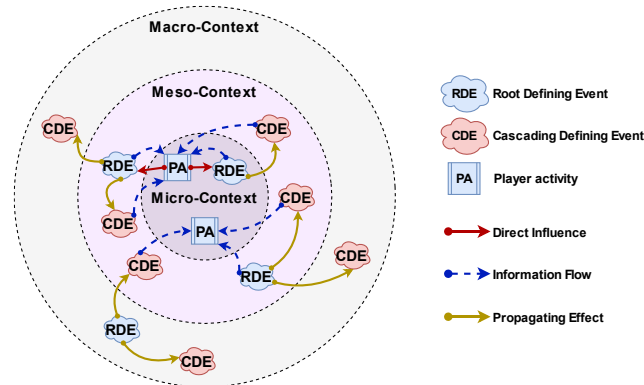 Macro-Context
Meso-Context
CDE
CDE
RDE
PA
RDE
Micro-Context
CDE
CDE
PA
CDE
CDE
RDE
RDE
CDE
RDE
Root Defining Event
CDE
Cascading Defining Event
PA
Player activity
Direct Influence
Information Flow
Propagating Effect